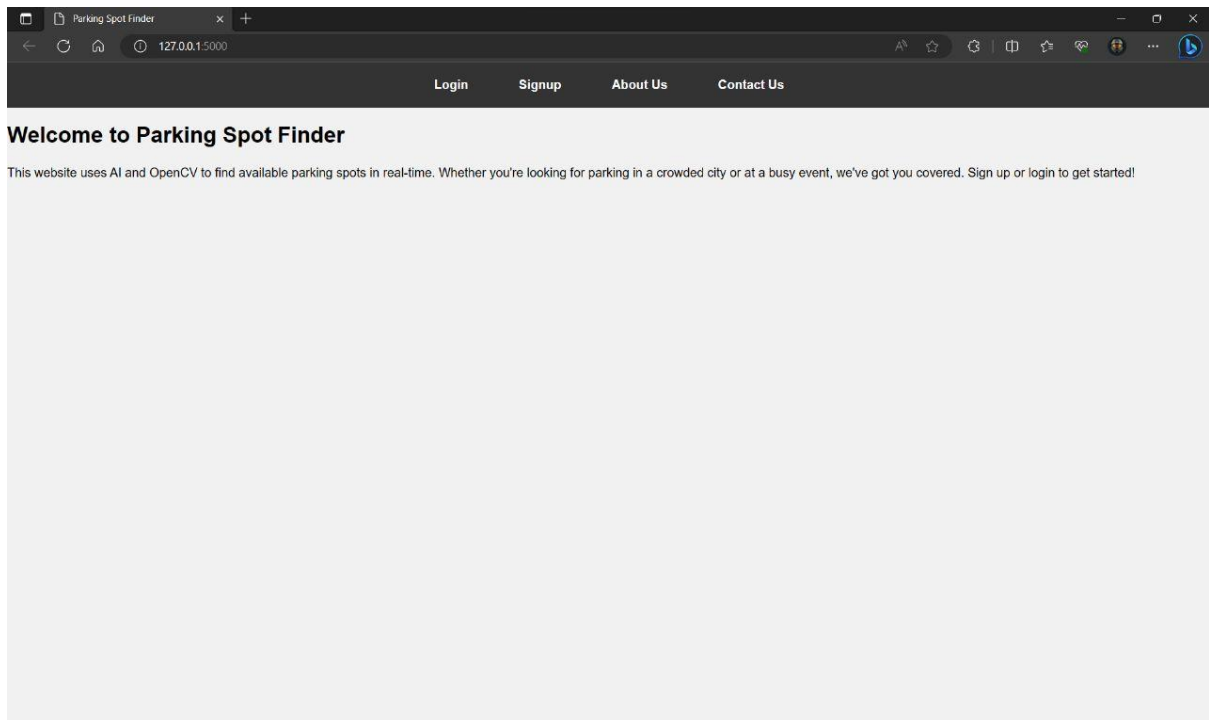 Parking Spot Finder
127.0.0.1:5000
Login Signup About Us Contact Us
Welcome to Parking Spot Finder
This website uses AI and OpenCV to find available parking spots in real-time. Whether you're looking for parking in a crowded city or at a busy event, we've got you covered. Sign up or login to get started!